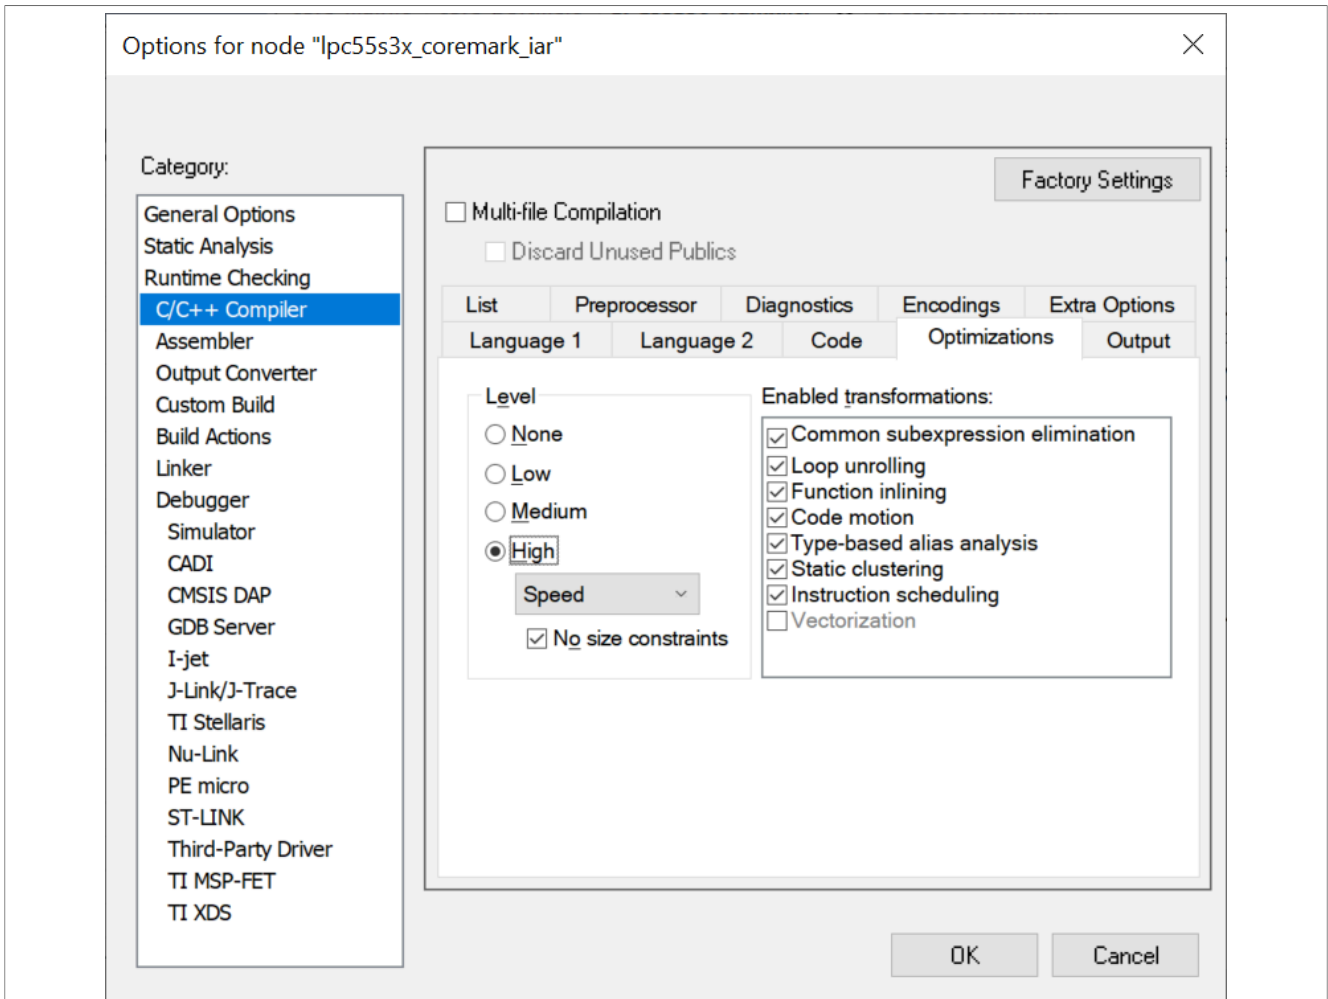 Options for node "lpc55s3x_coremark_iar"
Category:
General Options
Static Analysis
Runtime Checking
C/C++ Compiler
Assembler
Output Converter
Custom Build
Build Actions
Linker
Debugger
Simulator
CADI
CMSIS DAP
GDB Server
I-jet
J-Link/J-Trace
TI Stellaris
Nu-Link
PE micro
ST-LINK
Third-Party Driver
TI MSP-FET
TI XDS
Factory Settings
Multi-file Compilation
Discard Unused Publics
List Preprocessor Diagnostics Encodings Extra Options
Language 1 Language 2 Code Optimizations Output
Level
None
Low
Medium
High
Speed
No size constraints
Enabled transformations:
Common subexpression elimination
Loop unrolling
Function inlining
Code motion
Type-based alias analysis
Static clustering
Instruction scheduling
Vectorization
OK Cancel